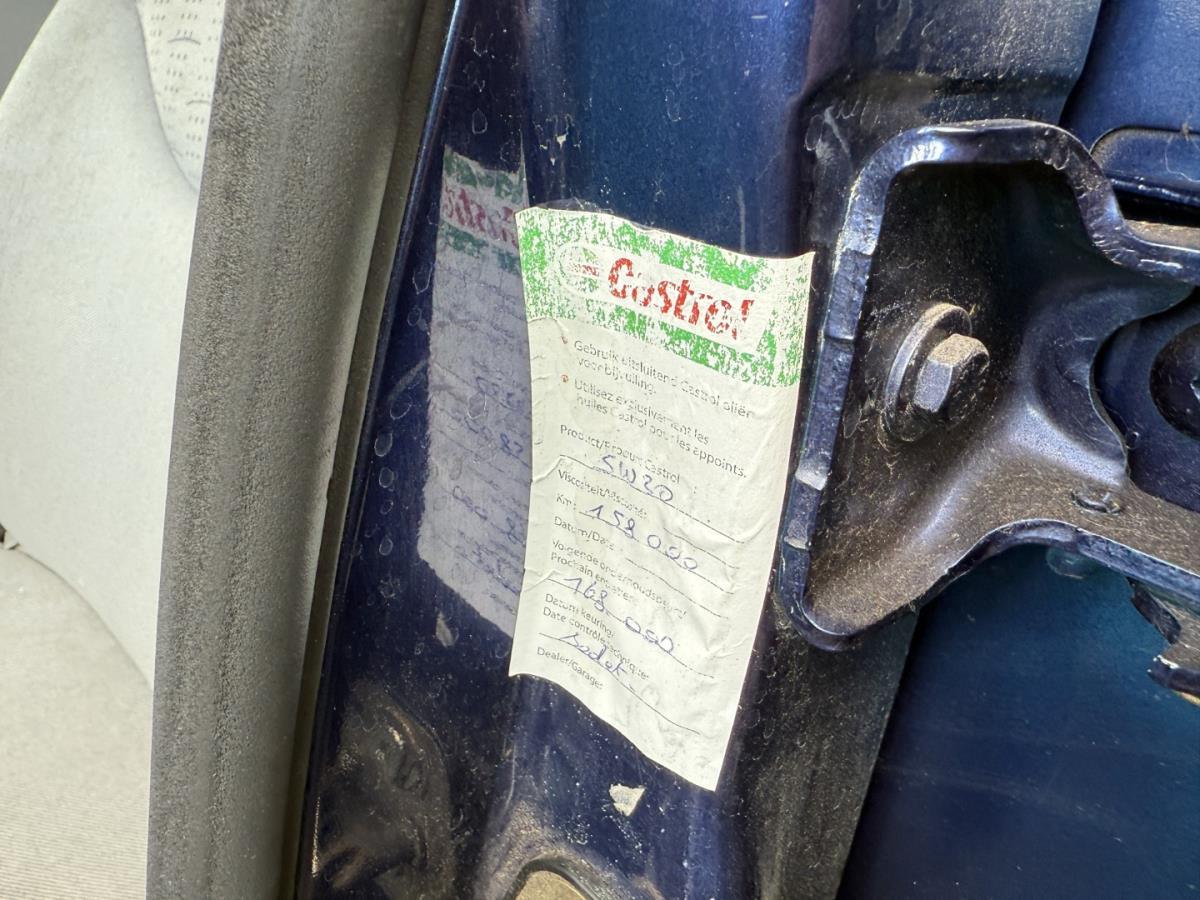 Castrol
Gebruik uitsluitend Castrol oliën
voor bijvulling.
Utilisez exclusivement les
huiles Castrol pour les appoints.
Product/Produit Castrol
5W30
Viscositeit/Viscosité:
Km: 158 000
Datum/Date
Volgende onderhoudsbeurt
Prochain entretien
168 000
Datum keuring:
Date contrôle technique:
Dealer/Garage: